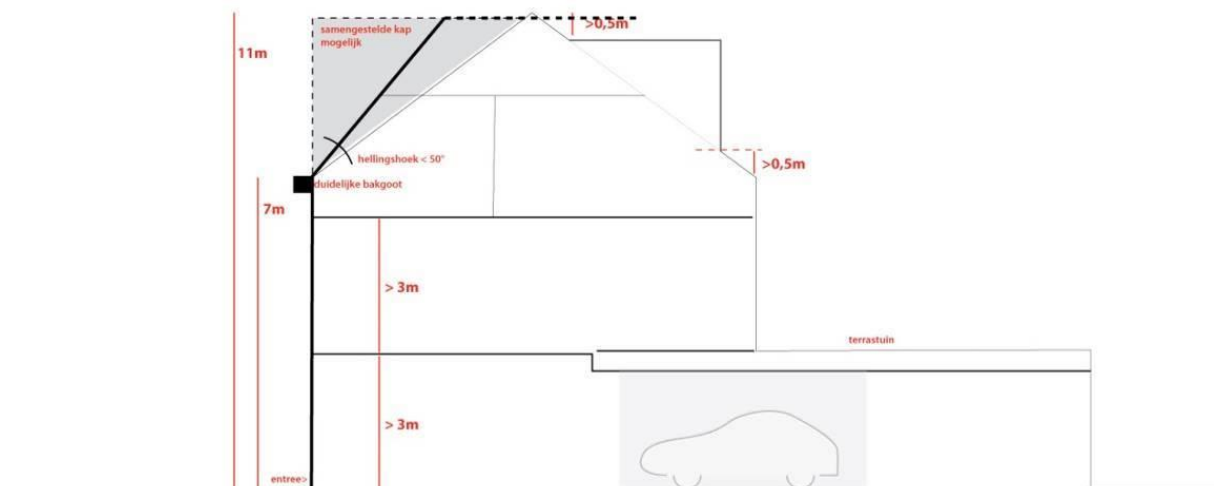 >0,5m
samengestelde kap
mogelijk
11m
hellingshoek < 50°
>0,5m
duidelijke bakgoot
7m
> 3m
terrastuin
> 3m
entree>